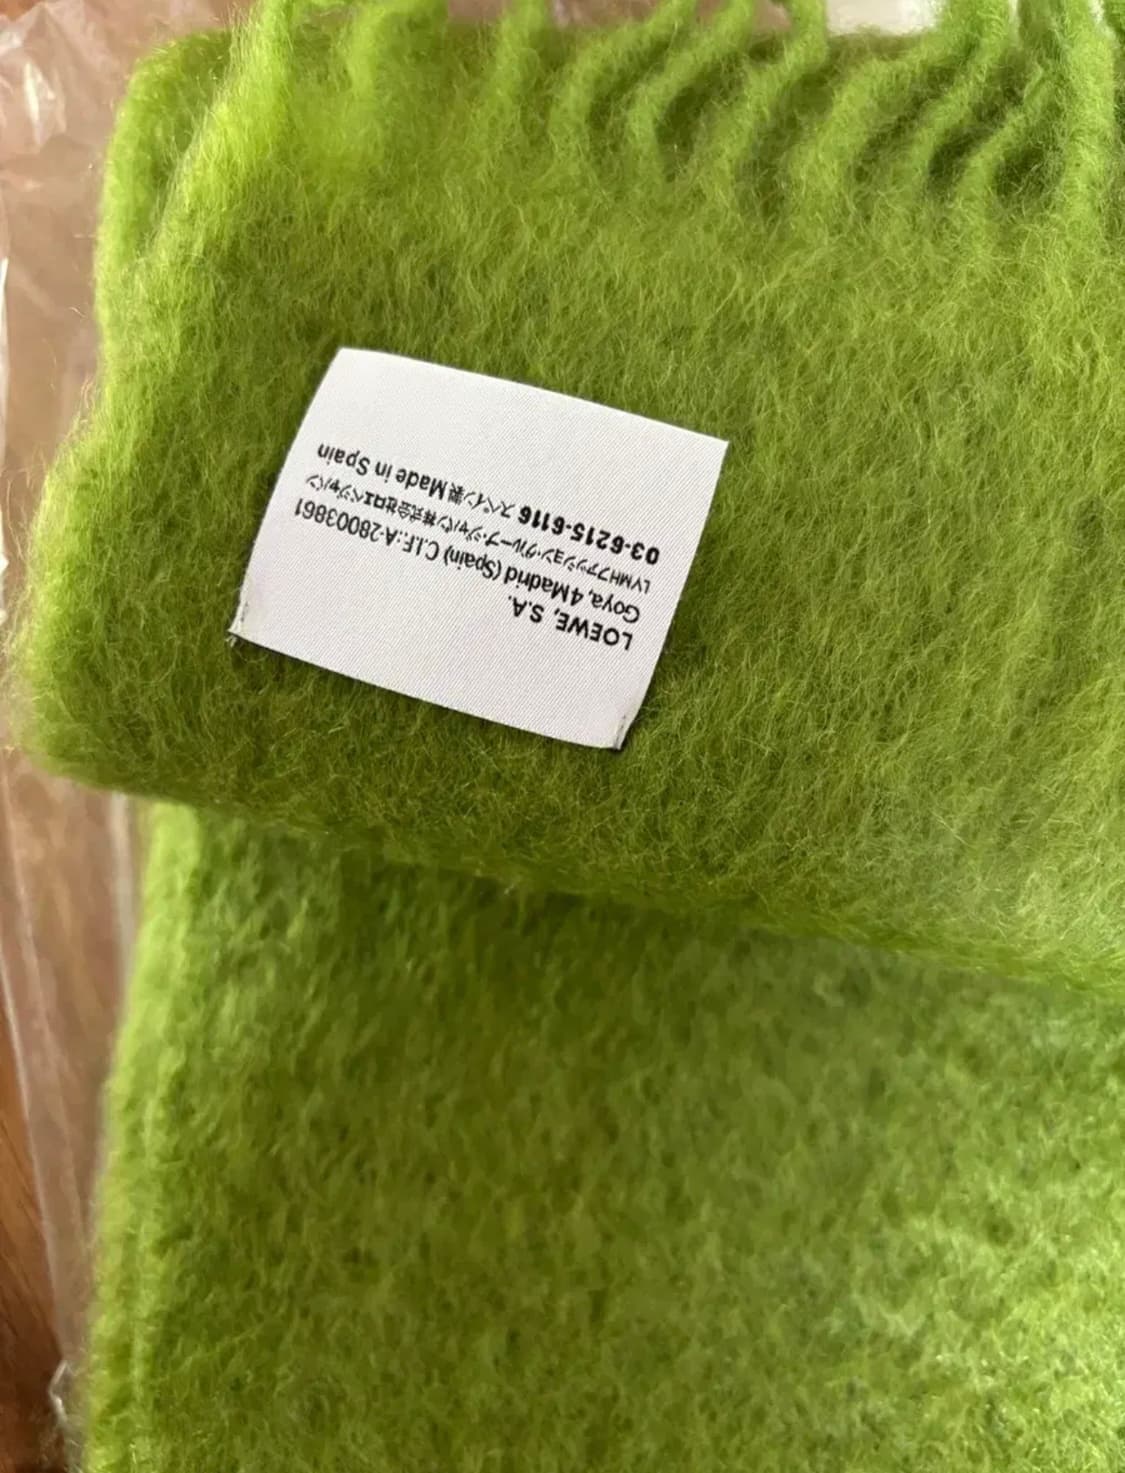 LOEWE, S.A.
Goya, 4 Madrid (Spain) C.I.F.: A-28003861
LVMHファッション・グループ・ジャパン株式会社ロエベジャパン
03-6215-6116 スペイン製 Made in Spain